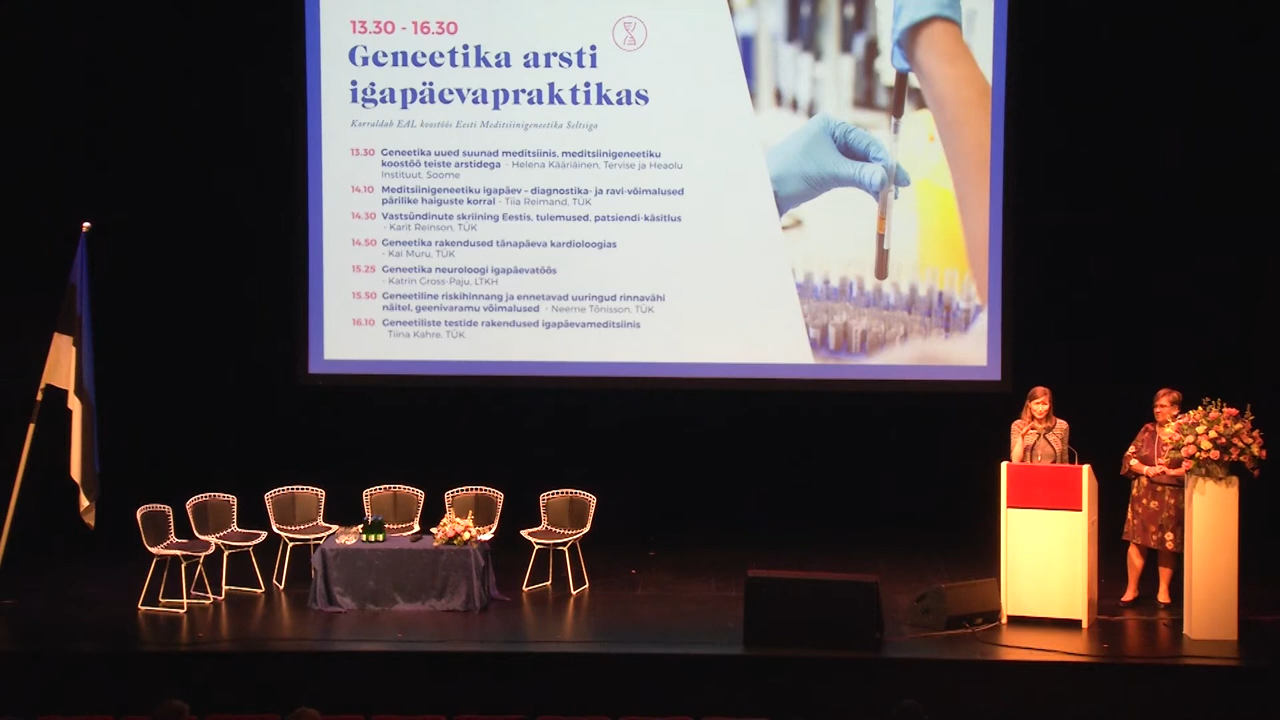 13.30 - 16.30
Geneetika arsti
igapäevapraktikas
Korraldab EAL koostöös Eesti Meditsiinigeneetika Seltsiga
13.30 Geneetika uued suunad meditsiinis, meditsiinigeneetiku
koostöö teiste arstidega - Helena Kääriäinen, Tervise ja Heaolu
Instituut, Soome
14.10 Meditsiinigeneetiku igapäev - diagnostika- ja ravi-võimalused
pärilike haiguste korral - Tiia Reimand, TÜK
14.30 Vastsündinute skriining Eestis, tulemused, patsiendi-käsitlus
- Karit Reinson, TÜK
14.50 Geneetika rakendused tänapäeva kardioloogias
- Kai Muru, TÜK
15.25 Geneetika neuroloogi igapäevatöös
- Katrin Gross-Paju, LTKH
15.50 Geneetiline riskihinnang ja ennetavad uuringud rinnavähi
näitel, geenivaramu võimalused - Neeme Tõnisson, TÜK
16.10 Geneetiliste testide rakendused igapäevameditsiinis
Tiina Kahre, TÜK